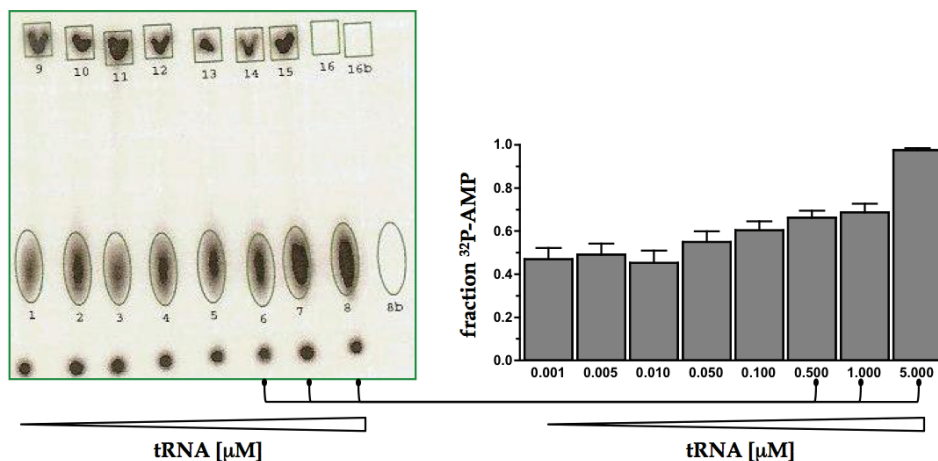 9 10 11 12 13 14 15 16 16b
1 2 3 4 5 6 7 8 8b
tRNA [μM]
fraction ³²P-AMP
1.0
0.8
0.6
0.4
0.2
0.0
0.001 0.005 0.010 0.050 0.100 0.500 1.000 5.000
tRNA [μM]